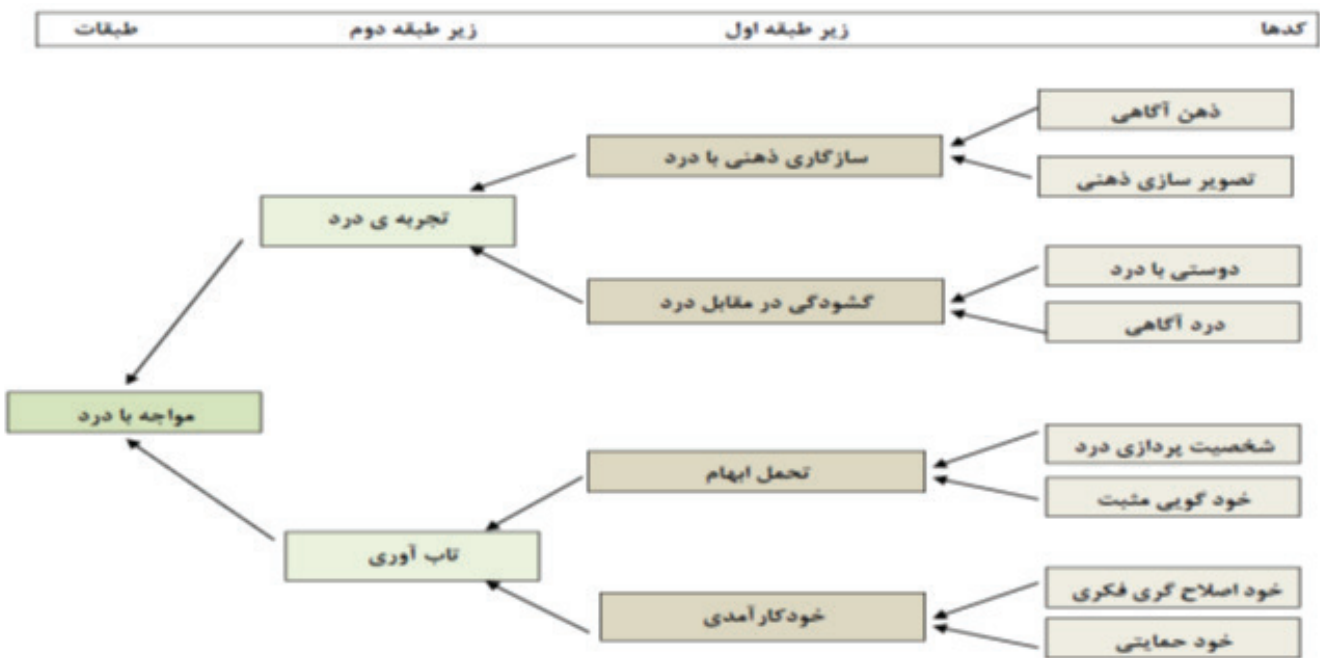 کدها زیر طبقه اول زیر طبقه دوم طبقات
ذهن آگاهی
سازگاری ذهنی با درد
تصویر سازی ذهنی
تجربه ی درد
دوستی با درد
گشودگی در مقابل درد
درد آگاهی
مواجه با درد
شخصیت پردازی درد
تحمل ابهام
خود گویی مثبت
تاب آوری
خود اصلاح گری فکری
خودکارآمدی
خود حمایتی